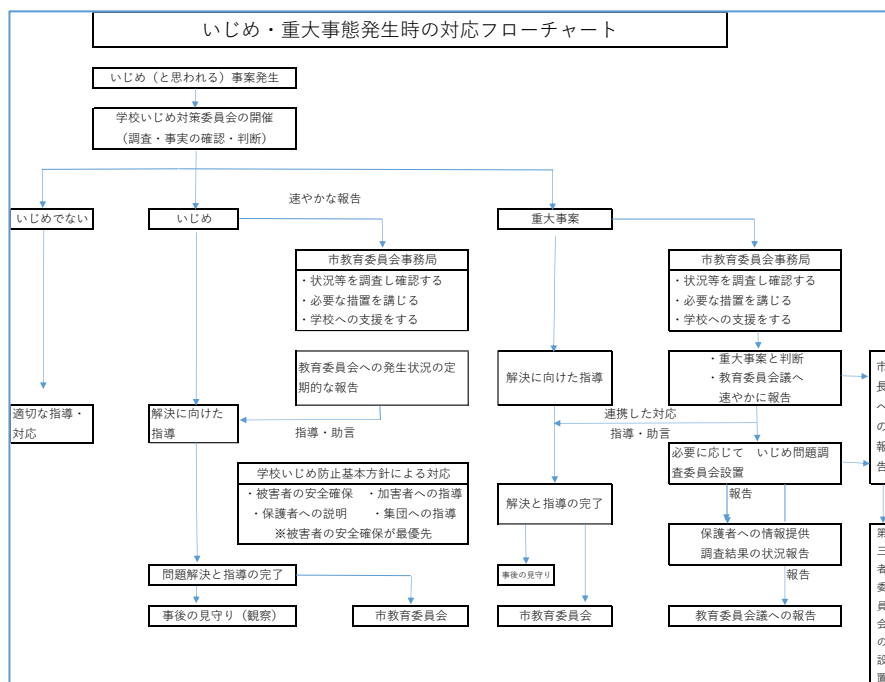 いじめ・重大事態発生時の対応フローチャート
いじめ（と思われる）事案発生
学校いじめ対策委員会の開催
（調査・事実の確認・判断）
速やかな報告
いじめでない
いじめ
重大事案
市教育委員会事務局
・状況等を調査し確認する
・必要な措置を講じる
・学校への支援をする
市教育委員会事務局
・状況等を調査し確認する
・必要な措置を講じる
・学校への支援をする
教育委員会への発生状況の定
期的な報告
解決に向けた指導
・重大事案と判断
・教育委員会議へ
速やかに報告
市長への報告
適切な指導・
対応
解決に向けた
指導
指導・助言
連携した対応
指導・助言
必要に応じて　いじめ問題調
査委員会設置
学校いじめ防止基本方針による対応
・被害者の安全確保　・加害者への指導
・保護者への説明　・集団への指導
※被害者の安全確保が最優先
解決と指導の完了
報告
保護者への情報提供
調査結果の状況報告
第三者委員会の設置
問題解決と指導の完了
事後の見守り
報告
事後の見守り（観察）
市教育委員会
市教育委員会
教育委員会議への報告